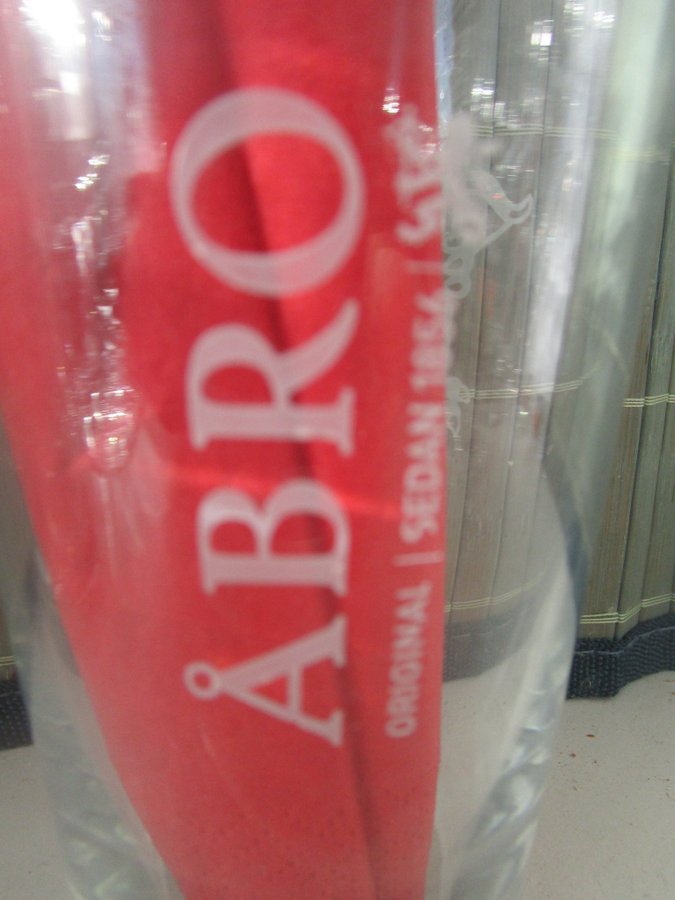 ÅBRO
ORIGINAL | SEDAN 1856 |